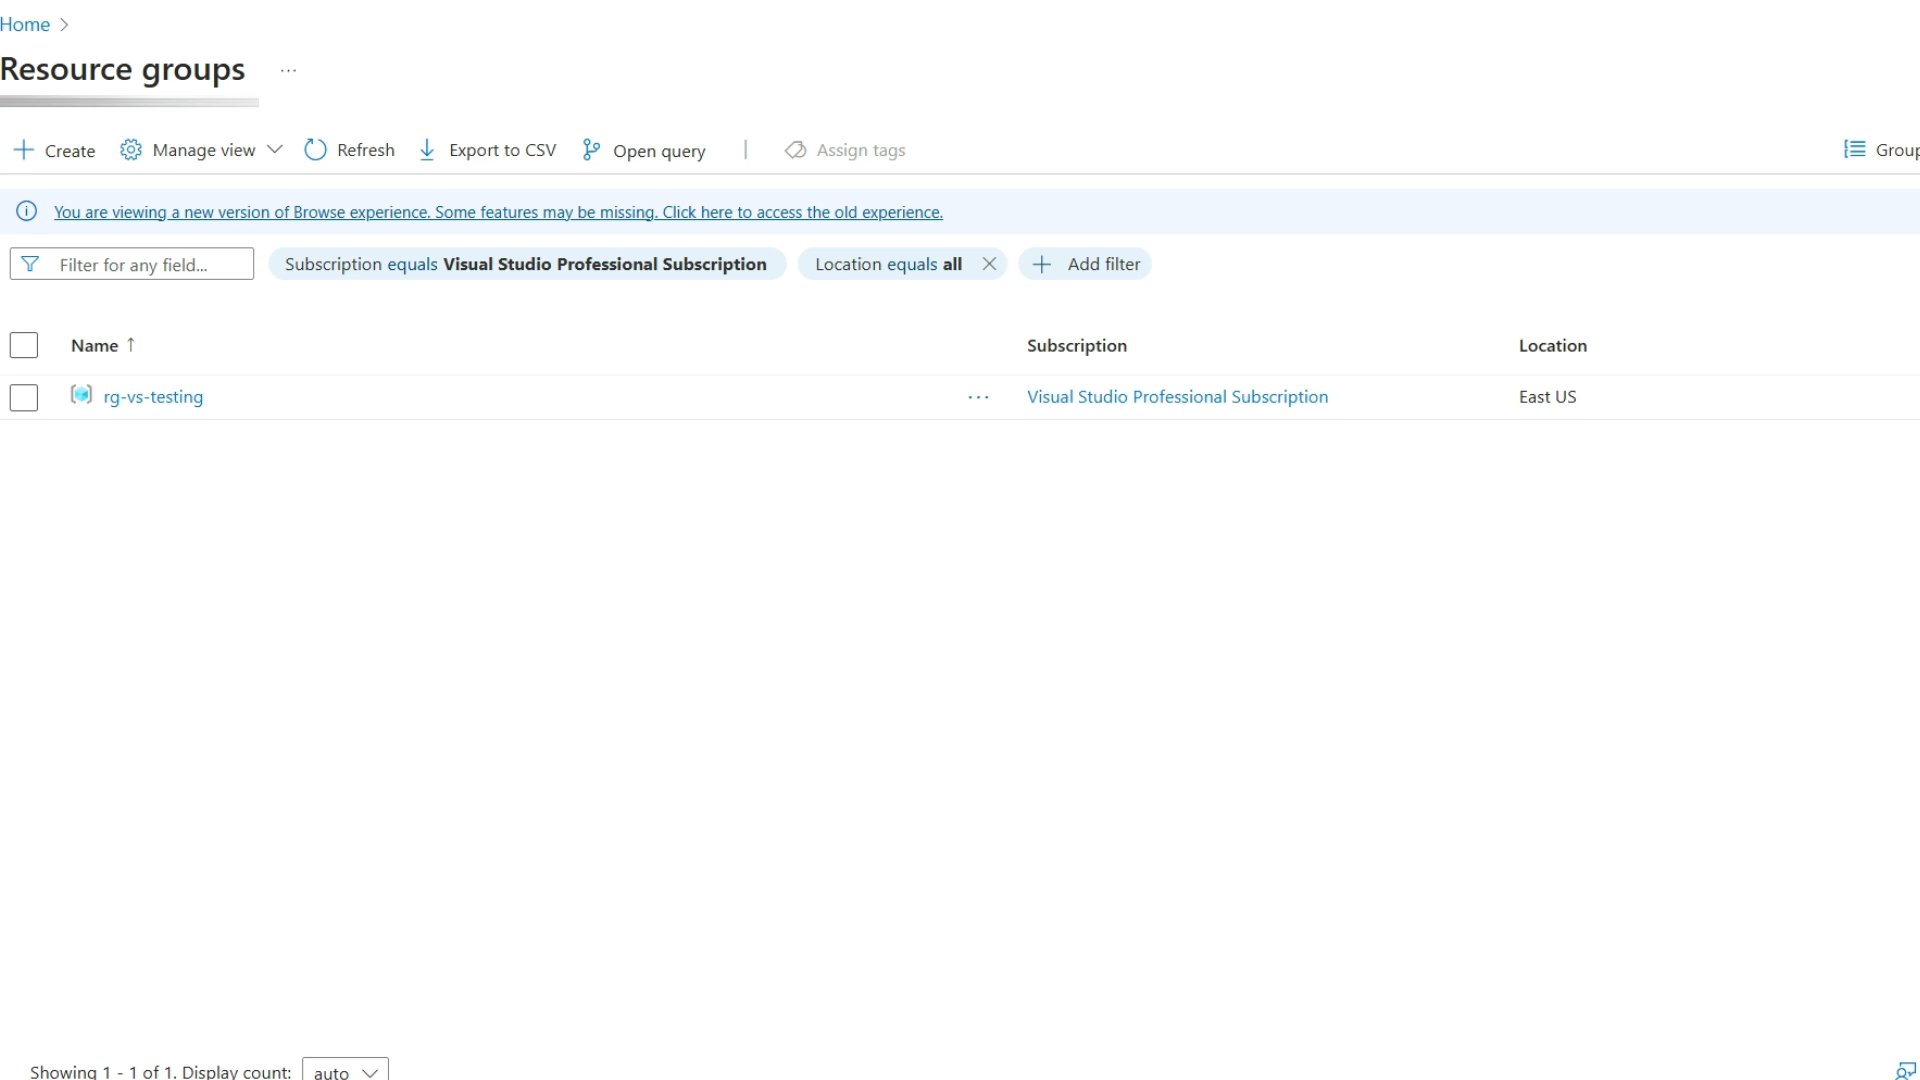 Home
Resource groups ...
Create Manage view Refresh Export to CSV Open query | Assign tags Group
You are viewing a new version of Browse experience. Some features may be missing. Click here to access the old experience.
Filter for any field... Subscription equals Visual Studio Professional Subscription Location equals all Add filter
Name ↑ Subscription Location
rg-vs-testing ... Visual Studio Professional Subscription East US
Showing 1 - 1 of 1. Display count: auto